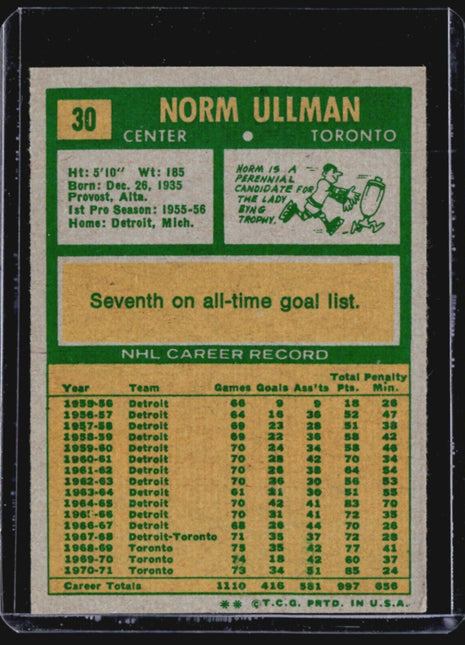 30
NORM ULLMAN
CENTER • TORONTO
Ht: 5'10" Wt: 185
Born: Dec. 26, 1935
Provost, Alta.
1st Pro Season: 1955-56
Home: Detroit, Mich.
NORM IS A
PERENNIAL
CANDIDATE FOR
THE LADY
BYNG
TROPHY.
Seventh on all-time goal list.
NHL CAREER RECORD
Total Penalty
Year Team Games Goals Ass'ts Pts. Min.
Detroit 66 9 9 18 26
1956-57 Detroit 64 16 36 52 47
1957-58 Detroit 69 23 28 51 38
1958-59 Detroit 69 22 36 58 42
1959-60 Detroit 70 24 34 58 46
1960-61 Detroit 70 28 42 70 34
1961-62 Detroit 70 26 38 64 54
1962-63 Detroit 70 26 30 56 53
1963-64 Detroit 61 21 30 51 55
1964-65 Detroit 70 42 41 83 70
Detroit 70 31 41 72 35
1966-67 Detroit 68 26 44 70 26
1967-68 Detroit-Toronto 71 35 37 72 28
1968-69 Toronto 75 35 42 77 41
1969-70 Toronto 74 18 42 60 37
1970-71 Toronto 73 34 51 85 24
Career Totals 1110 416 581 997 656
** © T.C.G. PRTD. IN U.S.A.